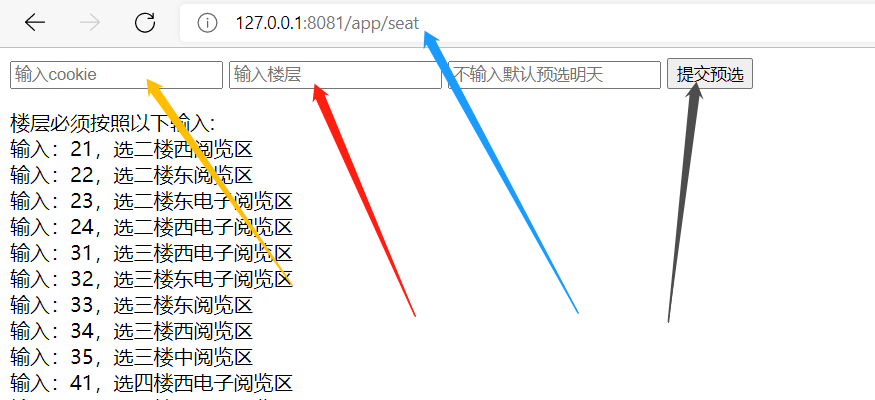 127.0.0.1:8081/app/seat
输入cookie 输入楼层 不输入默认预选明天 提交预选
楼层必须按照以下输入:
输入：21，选二楼西阅览区
输入：22，选二楼东阅览区
输入：23，选二楼东电子阅览区
输入：24，选二楼西电子阅览区
输入：31，选三楼西电子阅览区
输入：32，选三楼东电子阅览区
输入：33，选三楼东阅览区
输入：34，选三楼西阅览区
输入：35，选三楼中阅览区
输入：41，选四楼西电子阅览区